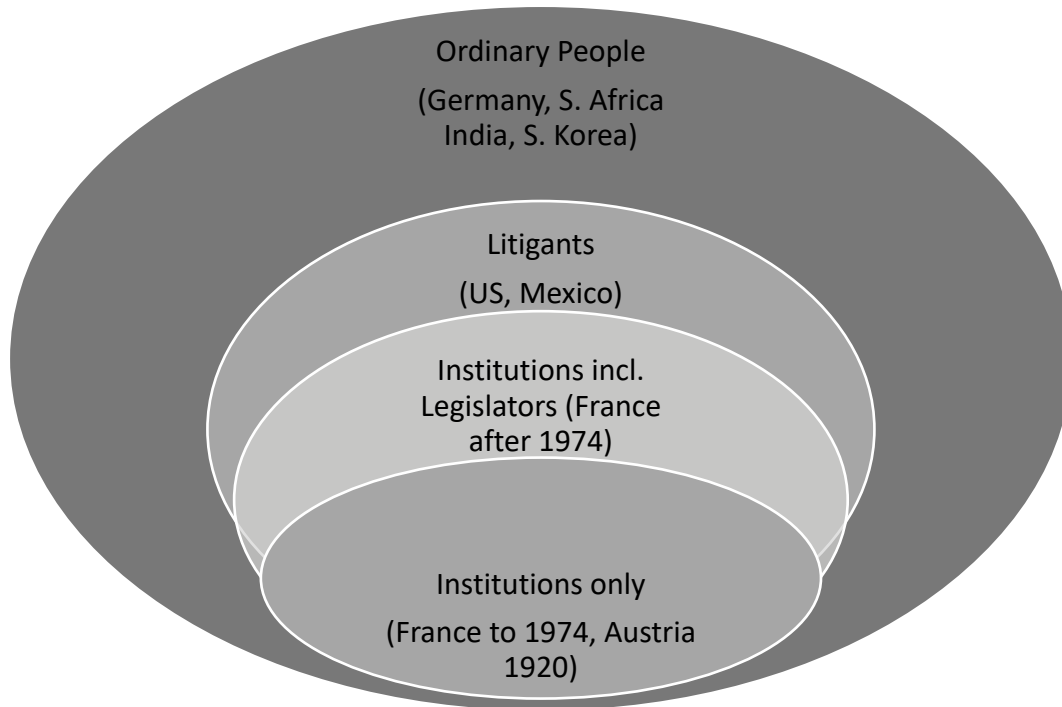 Ordinary People
(Germany, S. Africa
India, S. Korea)
Litigants
(US, Mexico)
Institutions incl.
Legislators (France
after 1974)
Institutions only
(France to 1974, Austria
1920)